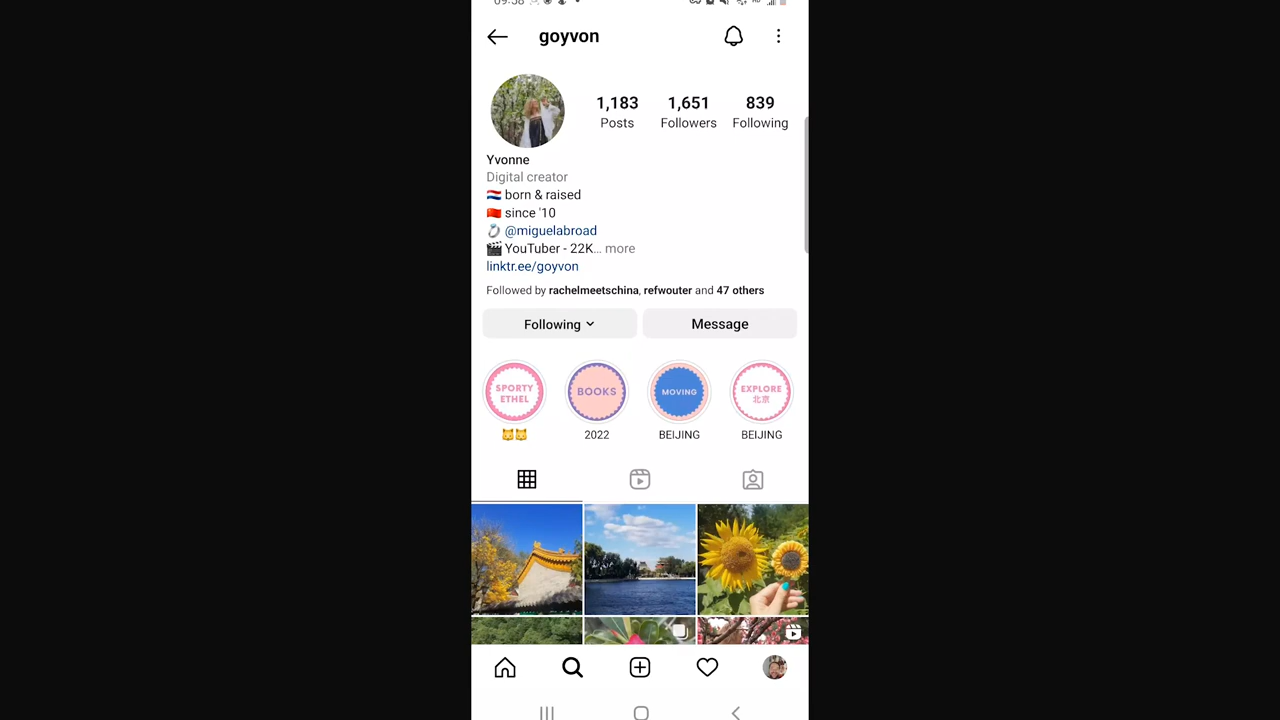 09:58
goyvon
1,183 1,651 839
Posts Followers Following
Yvonne
Digital creator
🇳🇱 born & raised
🇨🇳 since '10
💍 @miguelabroad
🎬 YouTuber - 22K... more
linktr.ee/goyvon
Followed by rachelmeetschina, refwouter and 47 others
Following Message
SPORTY ETHEL
BOOKS
MOVING
EXPLORE 北京
🐱🐱 2022 BEIJING BEIJING